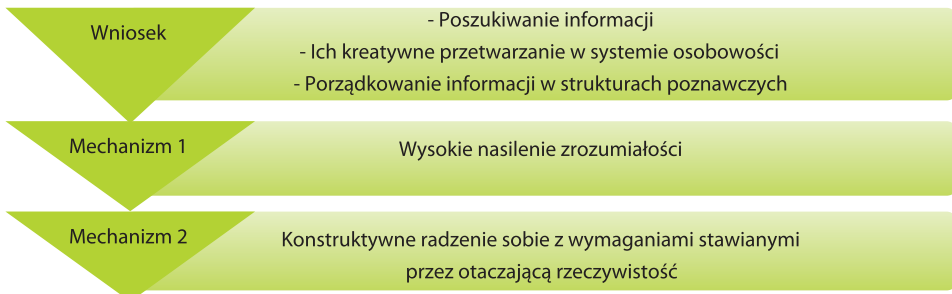 Wniosek
- Poszukiwanie informacji
- Ich kreatywne przetwarzanie w systemie osobowości
- Porządkowanie informacji w strukturach poznawczych
Mechanizm 1
Wysokie nasilenie zrozumiałości
Mechanizm 2
Konstruktywne radzenie sobie z wymaganiami stawianymi
przez otaczającą rzeczywistość